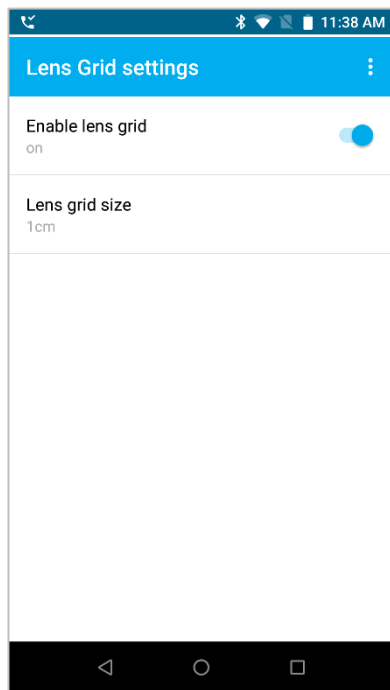 11:38 AM
Lens Grid settings
Enable lens grid
on
Lens grid size
1cm